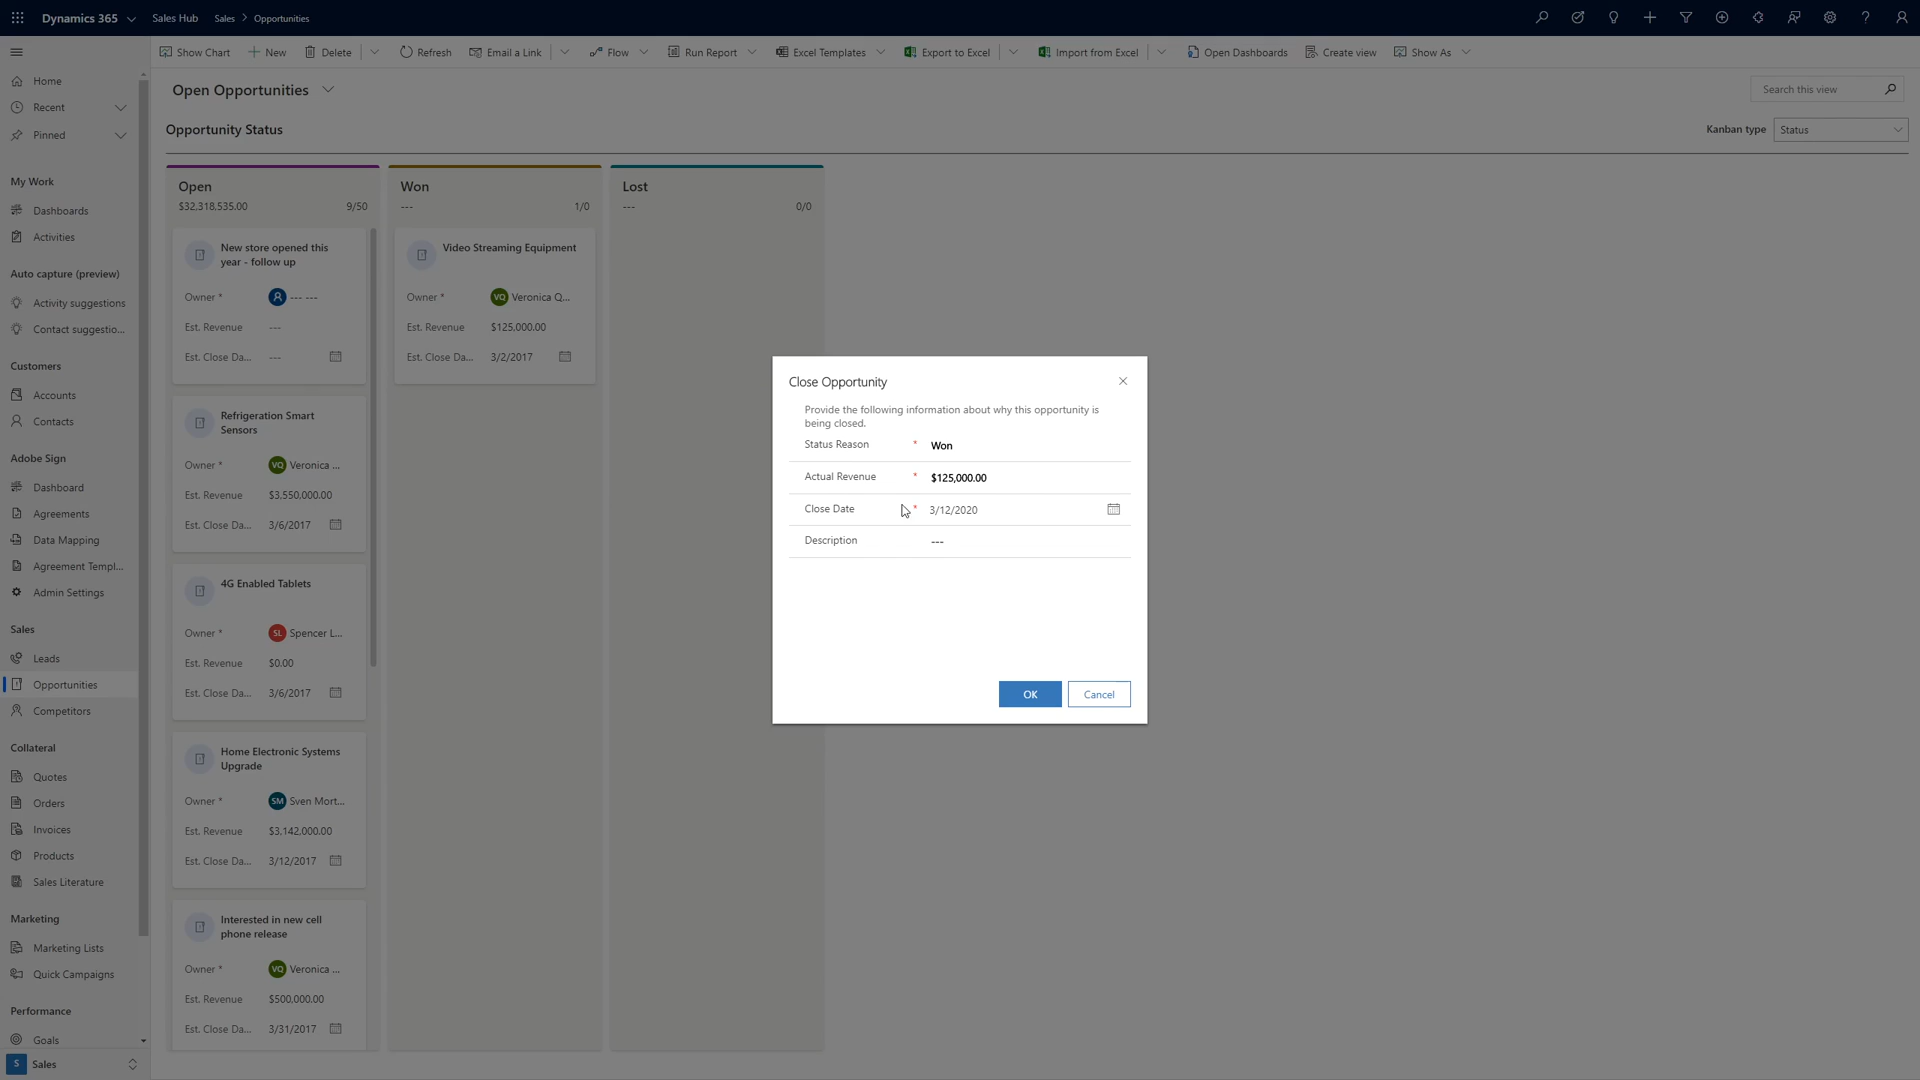 Dynamics 365 Sales Hub Sales > Opportunities
Show Chart New Delete Refresh Email a Link Flow Run Report Excel Templates Export to Excel Import from Excel Open Dashboards Create view Show As
Home
Recent
Pinned
My Work
Dashboards
Activities
Auto capture (preview)
Activity suggestions
Contact suggestio...
Customers
Accounts
Contacts
Adobe Sign
Dashboard
Agreements
Data Mapping
Agreement Templ...
Admin Settings
Sales
Leads
Opportunities
Competitors
Collateral
Quotes
Orders
Invoices
Products
Sales Literature
Marketing
Marketing Lists
Quick Campaigns
Performance
Goals
S Sales
Open Opportunities
Search this view
Opportunity Status
Kanban type Status
Open
$32,318,535.00 9/50
New store opened this
year - follow up
Owner * --- ---
Est. Revenue ---
Est. Close Da... ---
Refrigeration Smart
Sensors
Owner * VQ Veronica ...
Est. Revenue $3,550,000.00
Est. Close Da... 3/6/2017
4G Enabled Tablets
Owner * SL Spencer L...
Est. Revenue $0.00
Est. Close Da... 3/6/2017
Home Electronic Systems
Upgrade
Owner * SM Sven Mort...
Est. Revenue $3,142,000.00
Est. Close Da... 3/12/2017
Interested in new cell
phone release
Owner * VQ Veronica ...
Est. Revenue $500,000.00
Est. Close Da... 3/31/2017
Won
--- 1/0
Video Streaming Equipment
Owner * VQ Veronica Q...
Est. Revenue $125,000.00
Est. Close Da... 3/2/2017
Lost
--- 0/0
Close Opportunity
Provide the following information about why this opportunity is
being closed.
Status Reason * Won
Actual Revenue * $125,000.00
Close Date * 3/12/2020
Description ---
OK Cancel